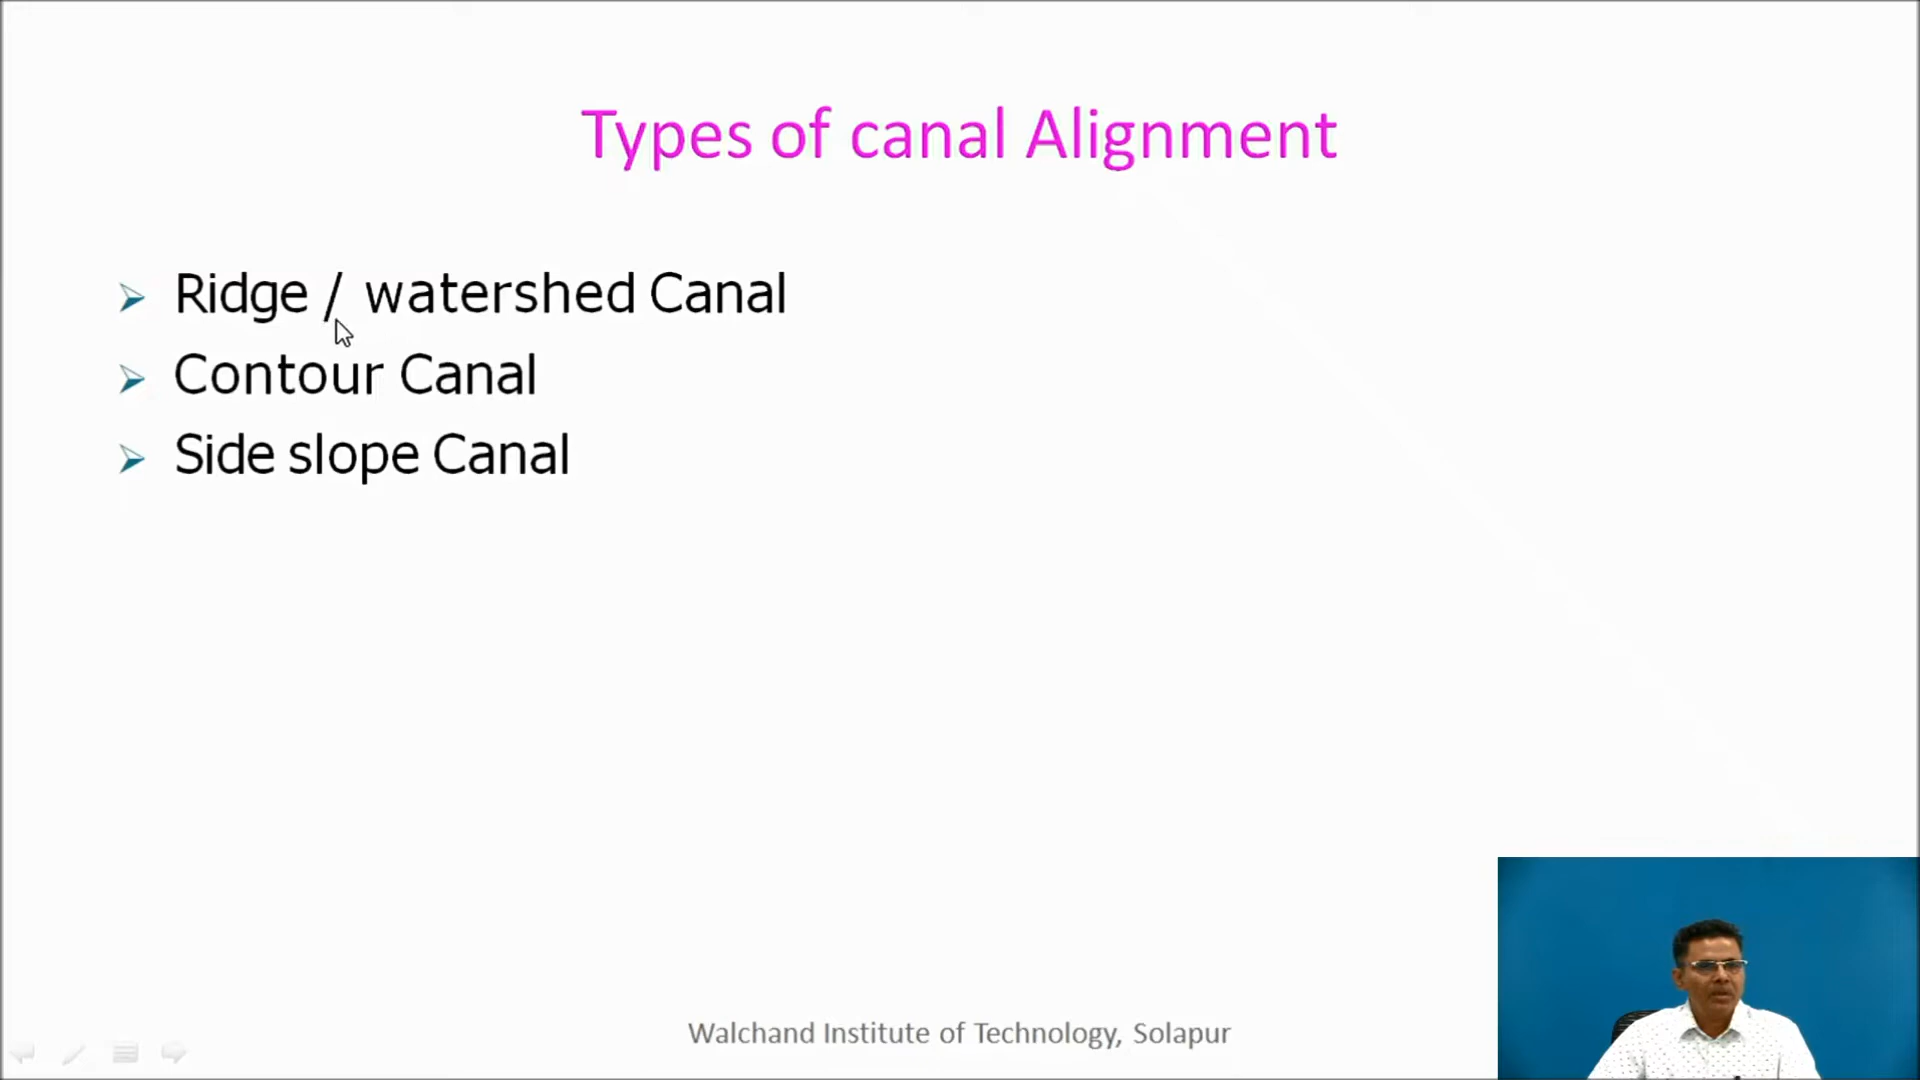 Types of canal Alignment
Ridge / watershed Canal
Contour Canal
Side slope Canal
Walchand Institute of Technology, Solapur